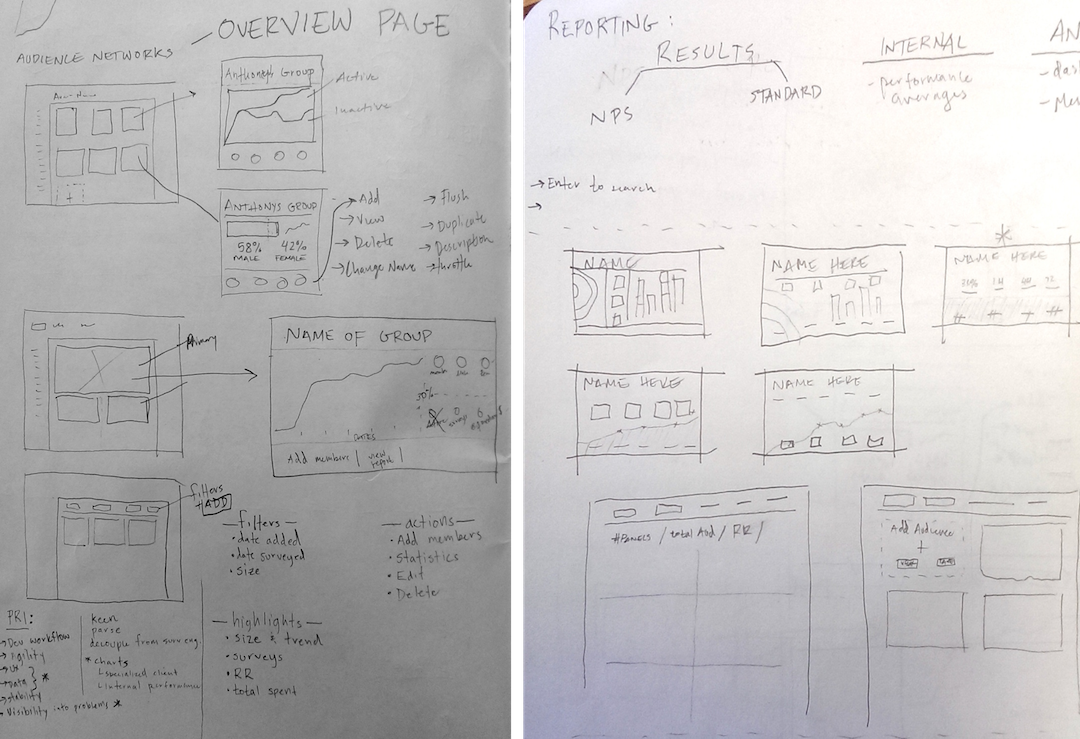 OVERVIEW PAGE
AUDIENCE NETWORKS
Anthonys Group
Active
Inactive
+
ANTHONYS GROUP
58% 42%
MALE FEMALE
→ Add
→ View
→ Delete
→ Change Name
→ Flush
→ Duplicate
→ Description
→ throttle
Primary
NAME OF GROUP
50%
Add members | view report |
filters
+ADD
— filters —
• date added
• date surveyed
• size
— actions —
• Add members
• Statistics
• Edit
• Delete
— highlights —
• size & trend
• surveys
• RR
• total spent
PRI:
→ Dev workflow
→ Agility
→ UX
→ DATA } *
→ stability
→ Visibility into problems *
keen
parse
decouple from surv eng.
* charts
specialized client
internal performance
REPORTING:
RESULTS
NPS
STANDARD
INTERNAL
- performance
averages
AN
- das
- Me
→ Enter to search
→
NAME
NAME HERE
*
NAME HERE
NAME HERE
NAME HERE
#PANELS / total Aud / RR /
Add Audience
+